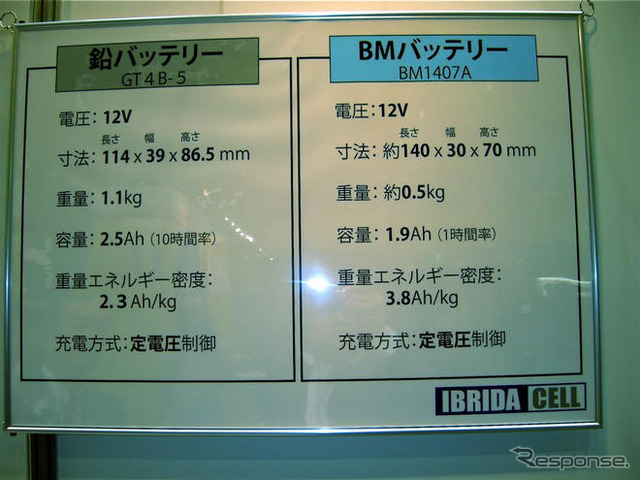 鉛バッテリー
GT4B-5
電圧：12V
長さ 幅 高さ
寸法：114 x 39 x 86.5 mm
重量：1.1kg
容量：2.5Ah（10時間率）
重量エネルギー密度：
2.3 Ah/kg
充電方式：定電圧制御
BMバッテリー
BM1407A
電圧：12V
長さ 幅 高さ
寸法：約140 x 30 x 70 mm
重量：約0.5kg
容量：1.9Ah（1時間率）
重量エネルギー密度：
3.8Ah/kg
充電方式：定電圧制御
IBRIDA CELL
Response.